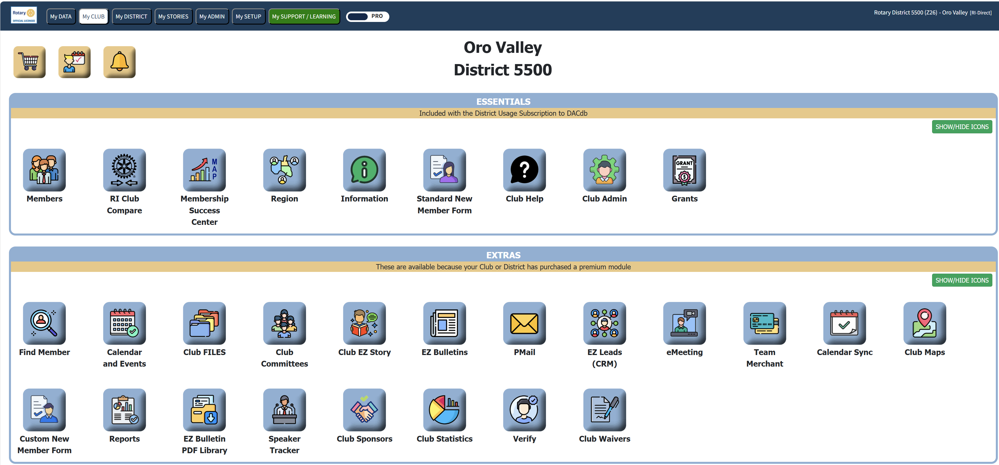 Rotary
OFFICIAL LICENSEE
My DATA
My CLUB
My DISTRICT
My STORIES
My ADMIN
My SETUP
My SUPPORT / LEARNING
PRO
Rotary District 5500 (Z26) - Oro Valley [RI-Direct]
Oro Valley
District 5500
ESSENTIALS
Included with the District Usage Subscription to DACdb
SHOW/HIDE ICONS
ROTARY
INTERNATIONAL
®
MAP
GRANT
$
Members
RI Club
Compare
Membership
Success
Center
Region
Information
Standard New
Member Form
Club Help
Club Admin
Grants
EXTRAS
These are available because your Club or District has purchased a premium module
SHOW/HIDE ICONS
Find Member
Calendar
and Events
Club FILES
Club
Committees
Club EZ Story
EZ Bulletins
PMail
EZ Leads
(CRM)
eMeeting
Team
Merchant
Calendar Sync
Club Maps
Custom New
Member Form
Reports
EZ Bulletin
PDF Library
Speaker
Tracker
Club Sponsors
Club Statistics
Verify
Club Waivers